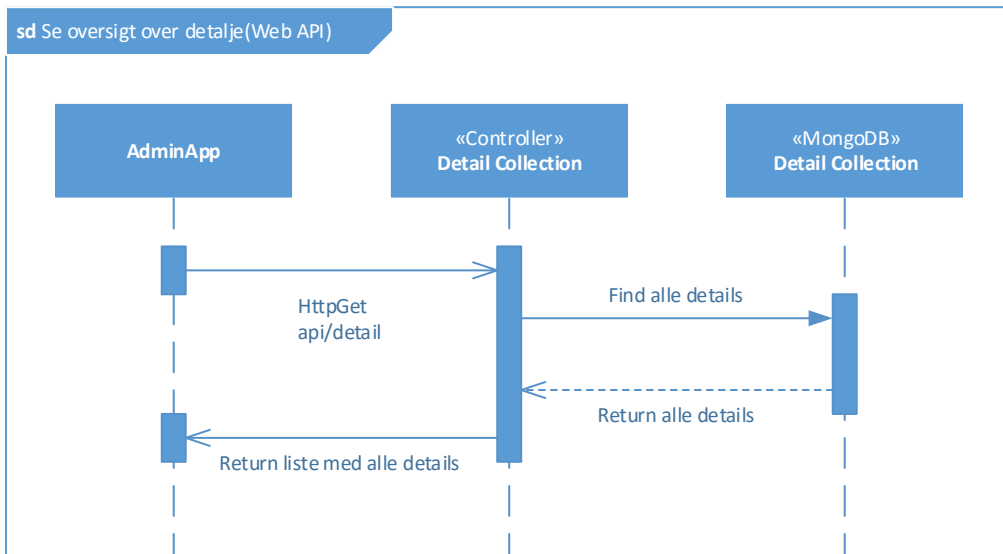 sd Se oversigt over detalje(Web API)
AdminApp
«Controller»
Detail Collection
«MongoDB»
Detail Collection
HttpGet
api/detail
Find alle details
Return alle details
Return liste med alle details